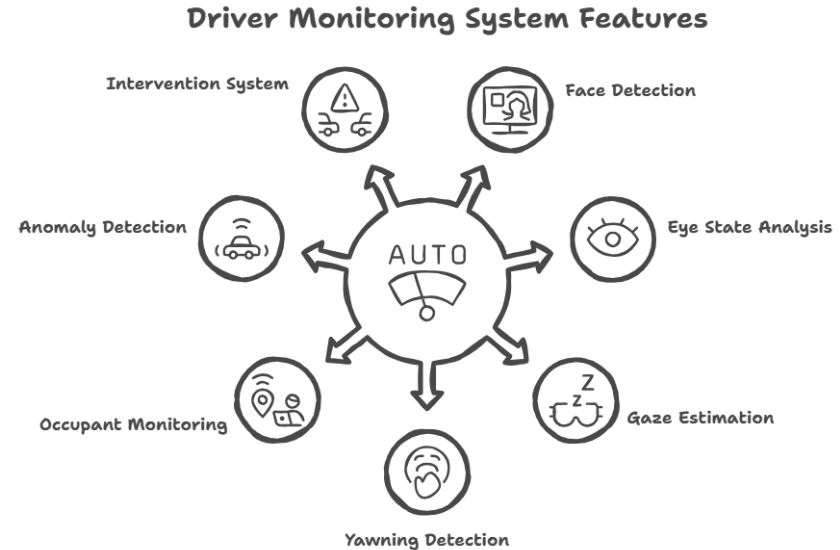 Driver Monitoring System Features
Intervention System
Face Detection
Anomaly Detection
AUTO
Eye State Analysis
Occupant Monitoring
Z
z
Gaze Estimation
Yawning Detection